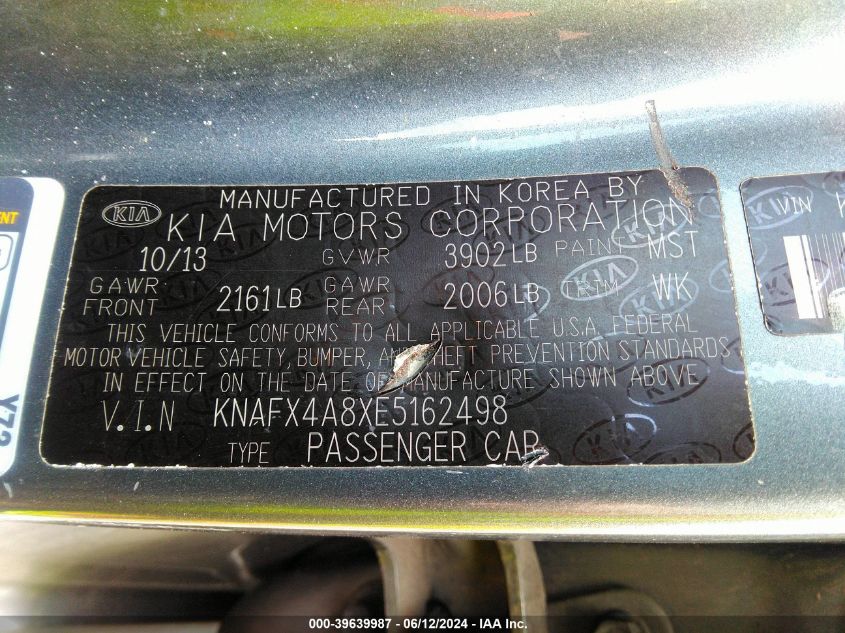 MANUFACTURED IN KOREA BY
KIA KIA MOTORS CORPORATION
10/13 GVWR 3902LB PAINT MST
GAWR FRONT 2161LB GAWR REAR 2006LB TRIM WK
THIS VEHICLE CONFORMS TO ALL APPLICABLE U.S.A. FEDERAL
MOTOR VEHICLE SAFETY, BUMPER, AND THEFT PREVENTION STANDARDS
IN EFFECT ON THE DATE OF MANUFACTURE SHOWN ABOVE
V.I.N KNAFX4A8XE5162498
TYPE PASSENGER CAR
VIN
000-39639987 - 06/12/2024 - IAA Inc.